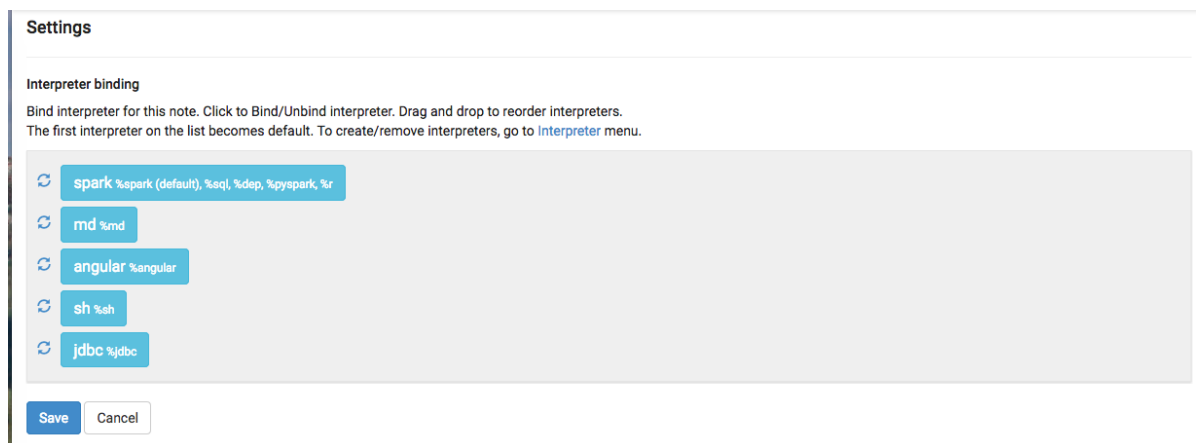 Settings
Interpreter binding
Bind interpreter for this note. Click to Bind/Unbind interpreter. Drag and drop to reorder interpreters.
The first interpreter on the list becomes default. To create/remove interpreters, go to Interpreter menu.
spark %spark (default), %sql, %dep, %pyspark, %r
md %md
angular %angular
sh %sh
jdbc %jdbc
Save Cancel